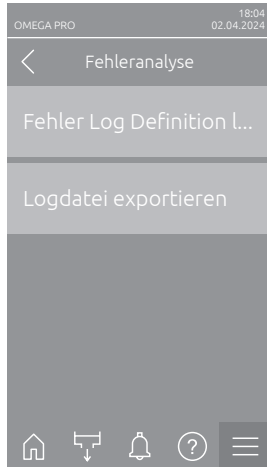 18:04
OMEGA PRO 02.04.2024
Fehleranalyse
Fehler Log Definition l...
Logdatei exportieren
?